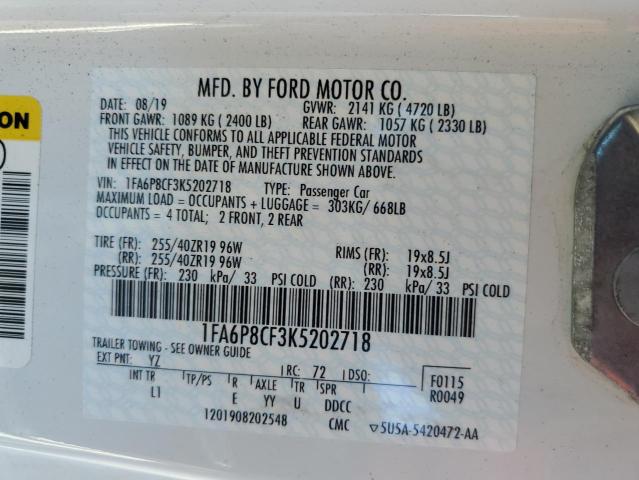 MFD. BY FORD MOTOR CO.
DATE: 08/19 GVWR: 2141 KG ( 4720 LB)
FRONT GAWR: 1089 KG ( 2400 LB) REAR GAWR: 1057 KG ( 2330 LB)
THIS VEHICLE CONFORMS TO ALL APPLICABLE FEDERAL MOTOR
VEHICLE SAFETY, BUMPER, AND THEFT PREVENTION STANDARDS
IN EFFECT ON THE DATE OF MANUFACTURE SHOWN ABOVE.
VIN: 1FA6P8CF3K5202718 TYPE: Passenger Car
MAXIMUM LOAD = OCCUPANTS + LUGGAGE = 303KG/ 668LB
OCCUPANTS = 4 TOTAL; 2 FRONT, 2 REAR
TIRE (FR): 255/40ZR19 96W RIMS (FR): 19x8.5J
(RR): 255/40ZR19 96W (RR): 19x8.5J
PRESSURE (FR): 230 kPa/ 33 PSI COLD (RR): 230 kPa/ 33 PSI COLD
1FA6P8CF3K5202718
TRAILER TOWING - SEE OWNER GUIDE
EXT PNT: YZ RC: 72 DSO: F0115
INT TR TP/PS R AXLE TR SPR R0049
L1 E YY U DDCC
1201908202548 CMC ▽5U5A-5420472-AA
ON